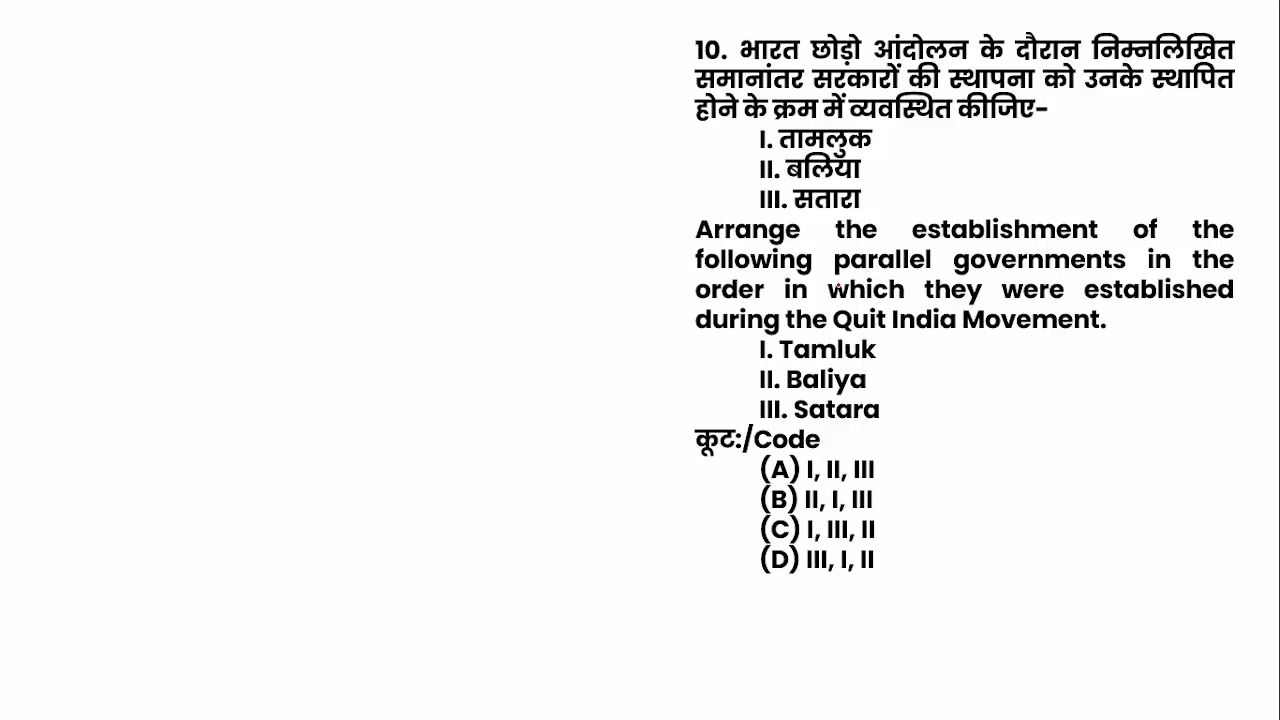 10. भारत छोड़ो आंदोलन के दौरान निम्नलिखित
समानांतर सरकारों की स्थापना को उनके स्थापित
होने के क्रम में व्यवस्थित कीजिए-
I. तामलुक
II. बलिया
III. सतारा
Arrange the establishment of the
following parallel governments in the
order in which they were established
during the Quit India Movement.
I. Tamluk
II. Baliya
III. Satara
कूट:/Code
(A) I, II, III
(B) II, I, III
(C) I, III, II
(D) III, I, II